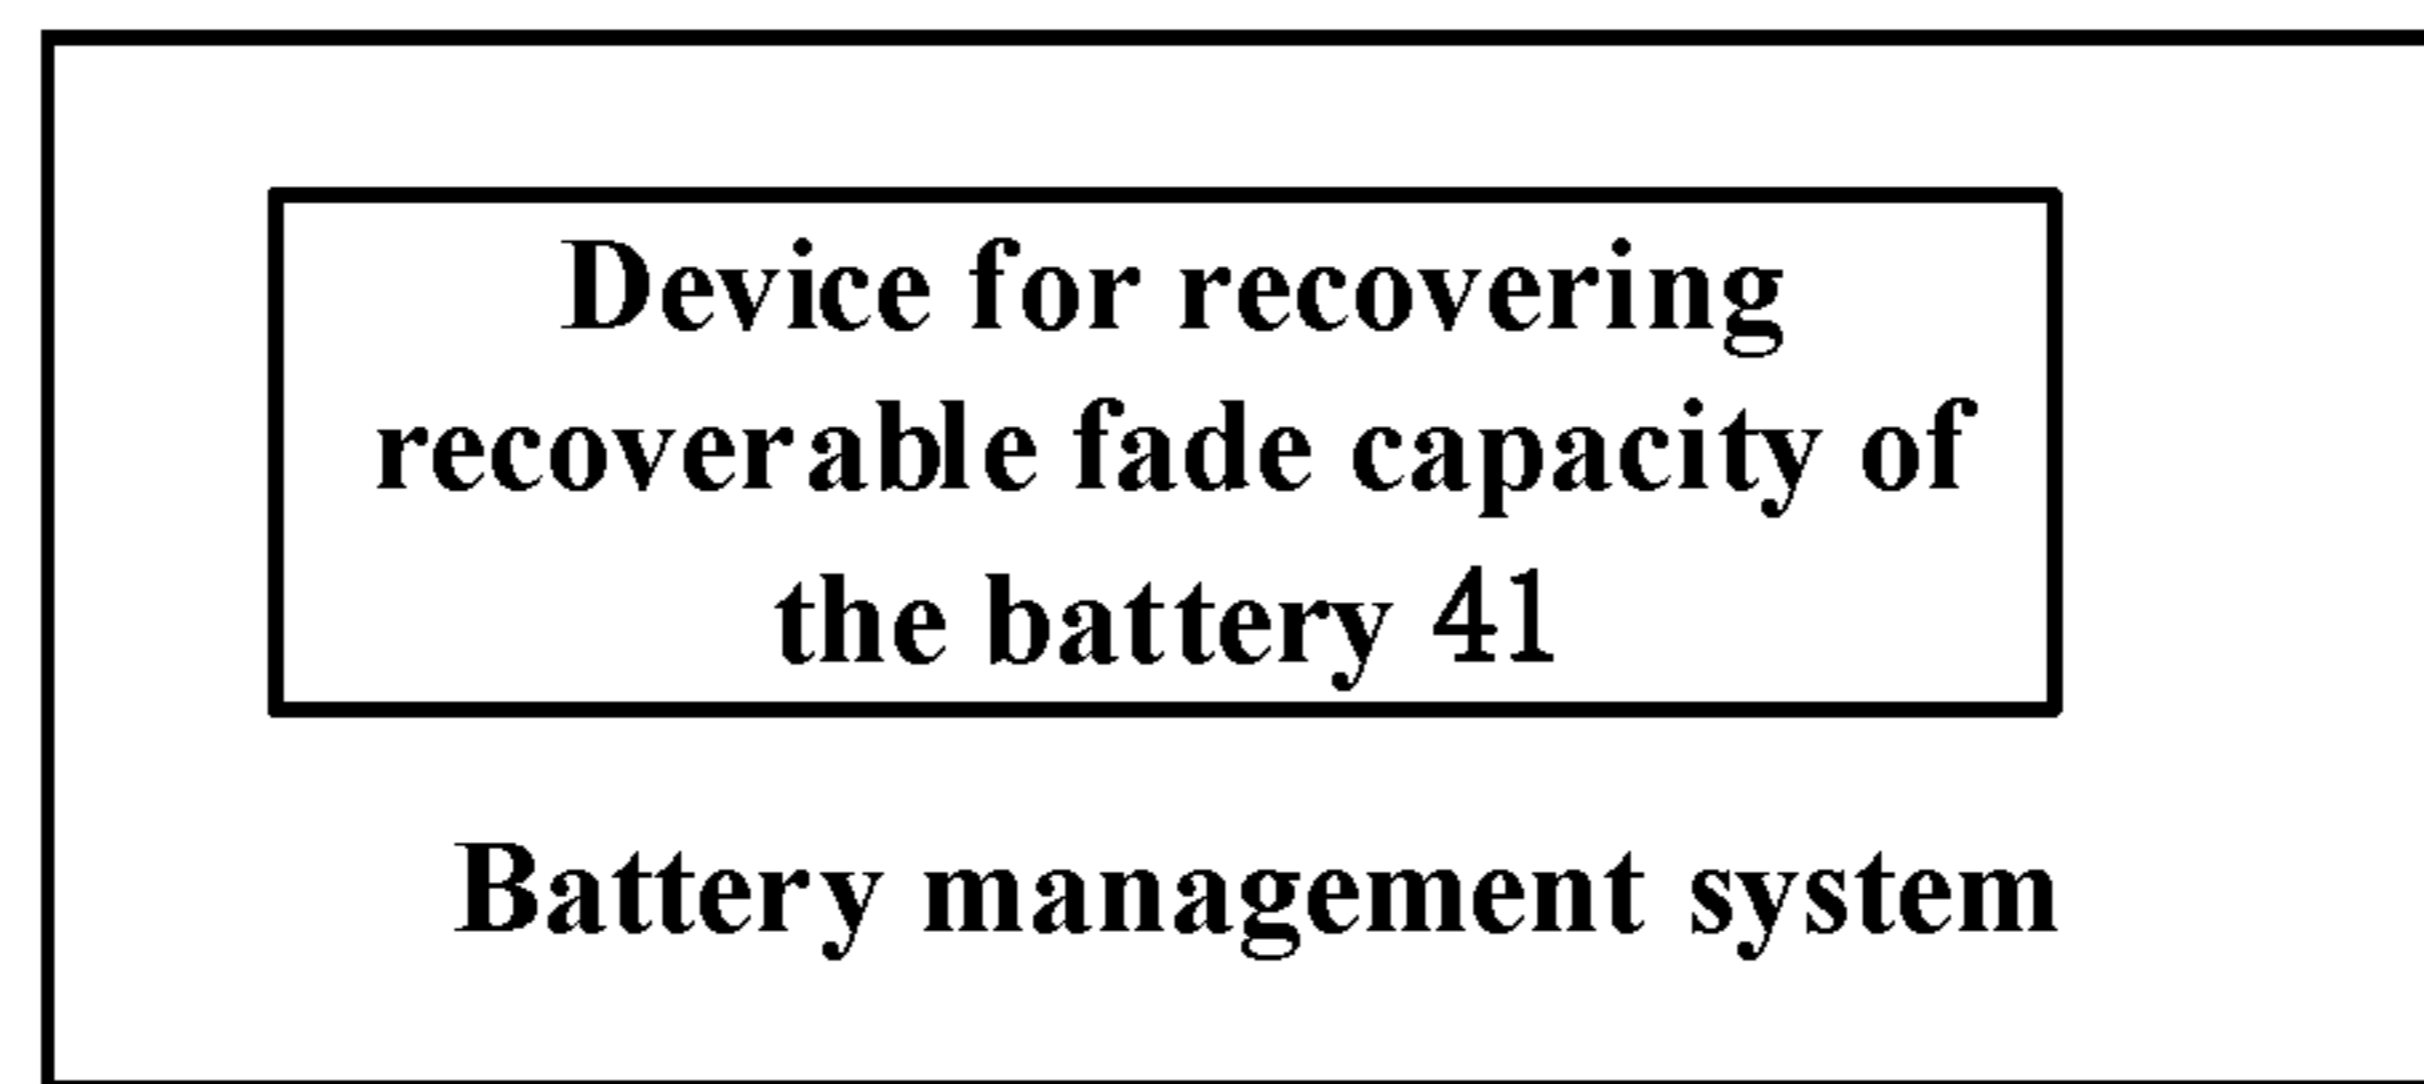 Device for recovering
recoverable fade capacity of
the battery 41
Battery management system